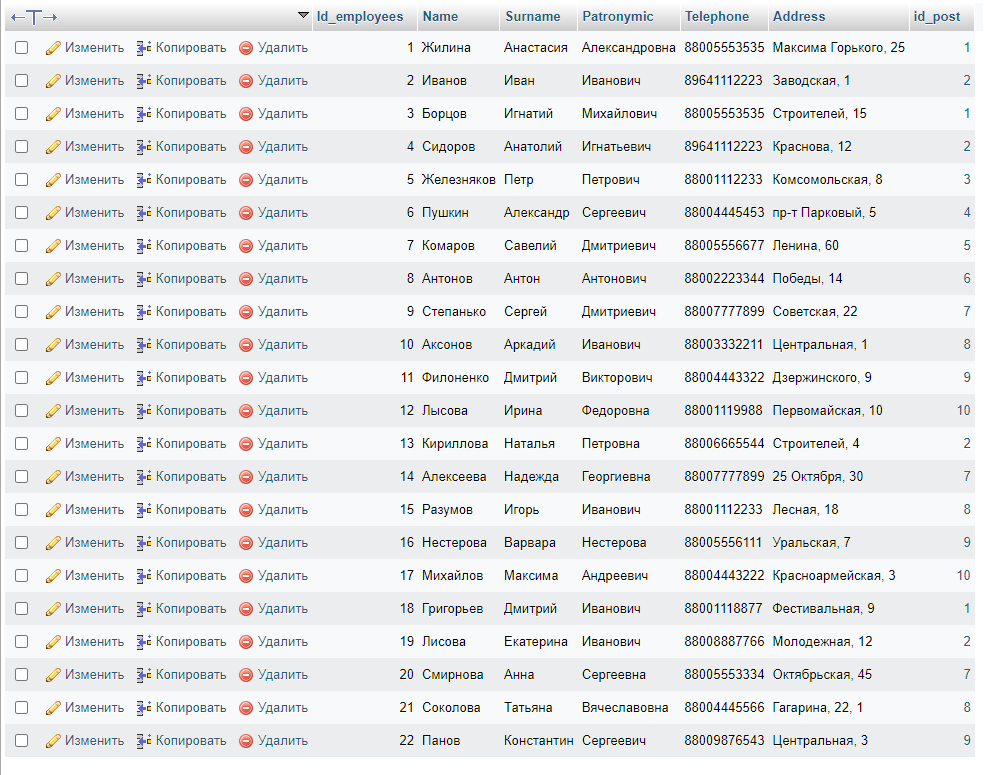 Id_employees Name Surname Patronymic Telephone Address id_post
Изменить Копировать Удалить 1 Жилина Анастасия Александровна 88005553535 Максима Горького, 25 1
Изменить Копировать Удалить 2 Иванов Иван Иванович 89641112223 Заводская, 1 2
Изменить Копировать Удалить 3 Борцов Игнатий Михайлович 88005553535 Строителей, 15 1
Изменить Копировать Удалить 4 Сидоров Анатолий Игнатьевич 89641112223 Краснова, 12 2
Изменить Копировать Удалить 5 Железняков Петр Петрович 88001112233 Комсомольская, 8 3
Изменить Копировать Удалить 6 Пушкин Александр Сергеевич 88004445453 пр-т Парковый, 5 4
Изменить Копировать Удалить 7 Комаров Савелий Дмитриевич 88005556677 Ленина, 60 5
Изменить Копировать Удалить 8 Антонов Антон Антонович 88002223344 Победы, 14 6
Изменить Копировать Удалить 9 Степанько Сергей Дмитриевич 88007777899 Советская, 22 7
Изменить Копировать Удалить 10 Аксонов Аркадий Иванович 88003332211 Центральная, 1 8
Изменить Копировать Удалить 11 Филоненко Дмитрий Викторович 88004443322 Дзержинского, 9 9
Изменить Копировать Удалить 12 Лысова Ирина Федоровна 88001119988 Первомайская, 10 10
Изменить Копировать Удалить 13 Кириллова Наталья Петровна 88006665544 Строителей, 4 2
Изменить Копировать Удалить 14 Алексеева Надежда Георгиевна 88007777899 25 Октября, 30 7
Изменить Копировать Удалить 15 Разумов Игорь Иванович 88001112233 Лесная, 18 8
Изменить Копировать Удалить 16 Нестерова Варвара Нестерова 88005556111 Уральская, 7 9
Изменить Копировать Удалить 17 Михайлов Максима Андреевич 88004443222 Красноармейская, 3 10
Изменить Копировать Удалить 18 Григорьев Дмитрий Иванович 88001118877 Фестивальная, 9 1
Изменить Копировать Удалить 19 Лисова Екатерина Иванович 88008887766 Молодежная, 12 2
Изменить Копировать Удалить 20 Смирнова Анна Сергеевна 88005553334 Октябрьская, 45 7
Изменить Копировать Удалить 21 Соколова Татьяна Вячеславовна 88004445566 Гагарина, 22, 1 8
Изменить Копировать Удалить 22 Панов Константин Сергеевич 88009876543 Центральная, 3 9